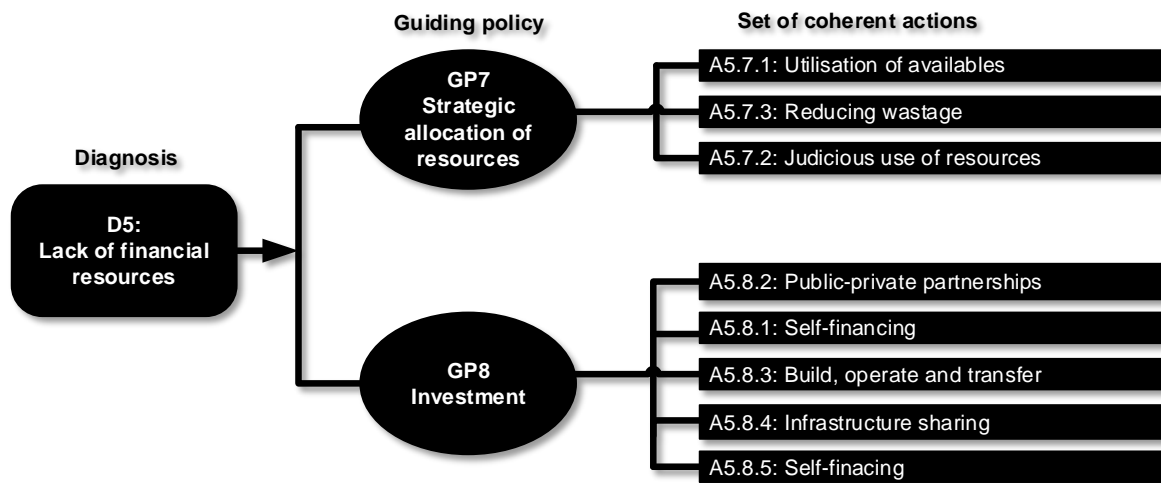 Guiding policy
Set of coherent actions
GP7
Strategic
allocation of
resources
A5.7.1: Utilisation of availables
A5.7.3: Reducing wastage
A5.7.2: Judicious use of resources
Diagnosis
D5:
Lack of financial
resources
GP8
Investment
A5.8.2: Public-private partnerships
A5.8.1: Self-financing
A5.8.3: Build, operate and transfer
A5.8.4: Infrastructure sharing
A5.8.5: Self-finacing